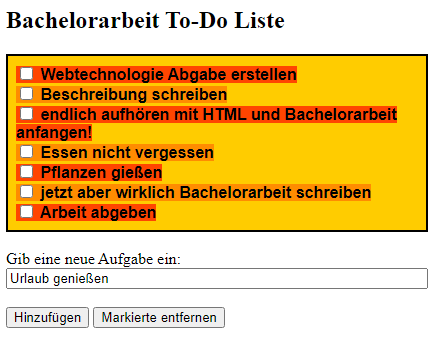 Bachelorarbeit To-Do Liste
Webtechnologie Abgabe erstellen
Beschreibung schreiben
endlich aufhören mit HTML und Bachelorarbeit
anfangen!
Essen nicht vergessen
Pflanzen gießen
jetzt aber wirklich Bachelorarbeit schreiben
Arbeit abgeben
Gib eine neue Aufgabe ein:
Urlaub genießen
Hinzufügen Markierte entfernen